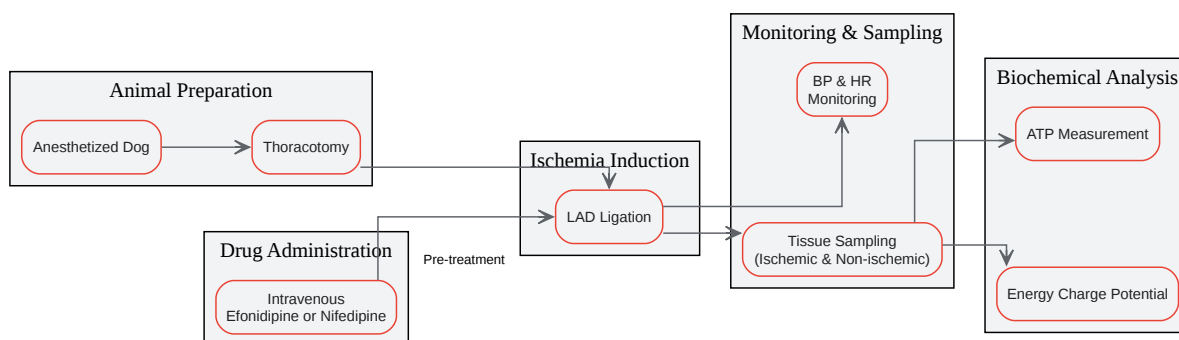 Animal Preparation
Anesthetized Dog
Thoracotomy
Drug Administration
Intravenous
Efonidipine or Nifedipine
Pre-treatment
Ischemia Induction
LAD Ligation
Monitoring & Sampling
BP & HR
Monitoring
Tissue Sampling
(Ischemic & Non-ischemic)
Biochemical Analysis
ATP Measurement
Energy Charge Potential